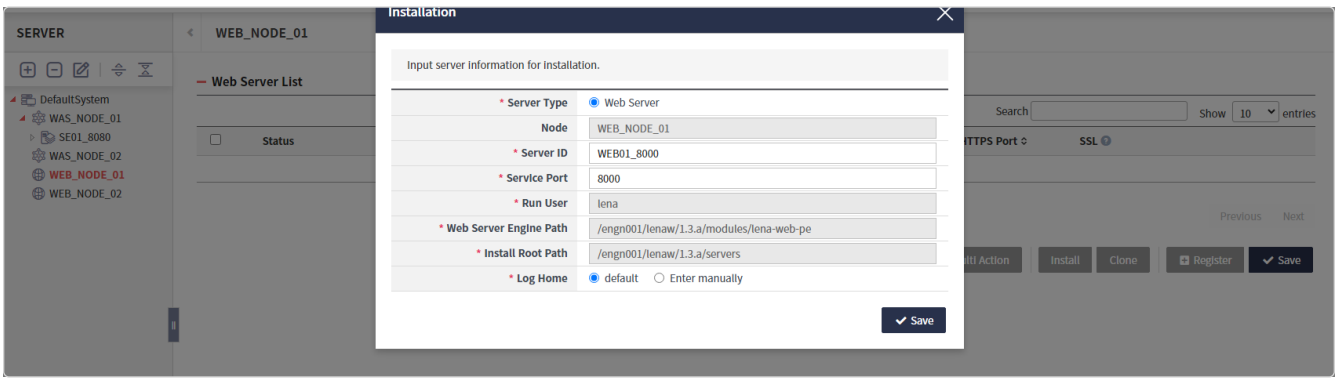 SERVER
WEB_NODE_01
DefaultSystem
WAS_NODE_01
SE01_8080
WAS_NODE_02
WEB_NODE_01
WEB_NODE_02
Web Server List
Search
Show 10 entries
Status
HTTPS Port
SSL
Previous Next
Action Install Clone Register Save
Installation
Input server information for installation.
* Server Type Web Server
Node WEB_NODE_01
* Server ID WEB01_8000
* Service Port 8000
* Run User lena
* Web Server Engine Path /engn001/lenaw/1.3.a/modules/lena-web-pe
* Install Root Path /engn001/lenaw/1.3.a/servers
* Log Home default Enter manually
Save